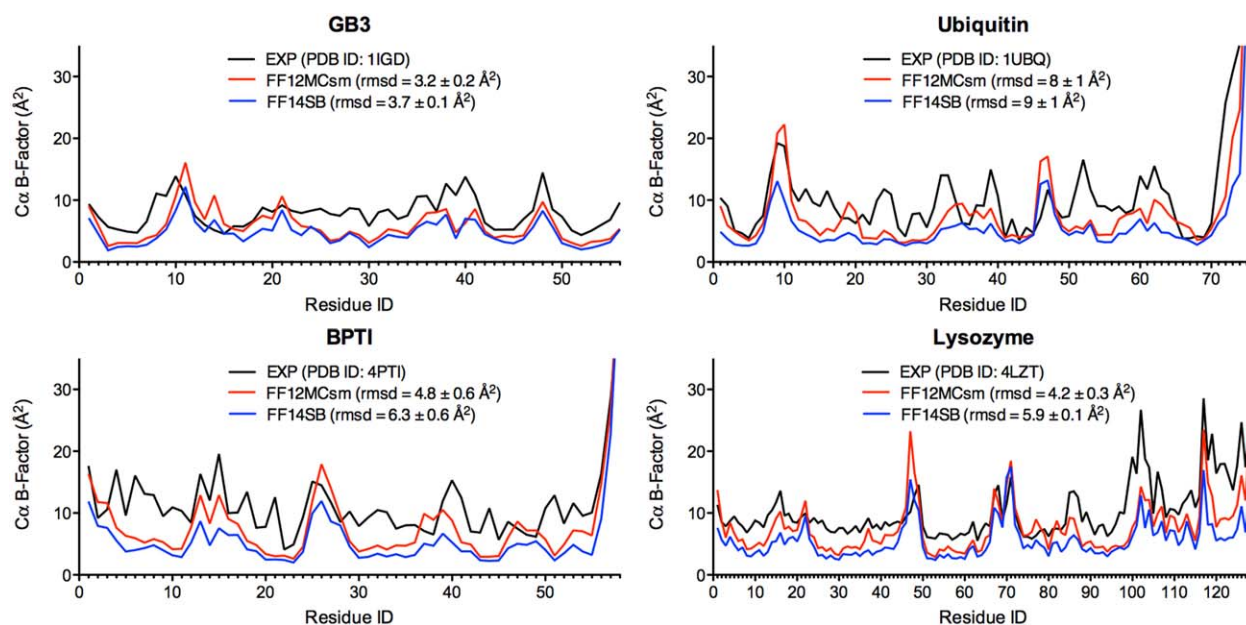 GB3
Cα B-Factor (Å²)
30
20
10
0
EXP (PDB ID: 1IGD)
FF12MCsm (rmsd = 3.2 ± 0.2 Å²)
FF14SB (rmsd = 3.7 ± 0.1 Å²)
0 10 20 30 40 50
Residue ID
Ubiquitin
Cα B-Factor (Å²)
30
20
10
0
EXP (PDB ID: 1UBQ)
FF12MCsm (rmsd = 8 ± 1 Å²)
FF14SB (rmsd = 9 ± 1 Å²)
0 10 20 30 40 50 60 70
Residue ID
BPTI
Cα B-Factor (Å²)
30
20
10
0
EXP (PDB ID: 4PTI)
FF12MCsm (rmsd = 4.8 ± 0.6 Å²)
FF14SB (rmsd = 6.3 ± 0.6 Å²)
0 10 20 30 40 50
Residue ID
Lysozyme
Cα B-Factor (Å²)
30
20
10
0
EXP (PDB ID: 4LZT)
FF12MCsm (rmsd = 4.2 ± 0.3 Å²)
FF14SB (rmsd = 5.9 ± 0.1 Å²)
0 10 20 30 40 50 60 70 80 90 100 110 120
Residue ID